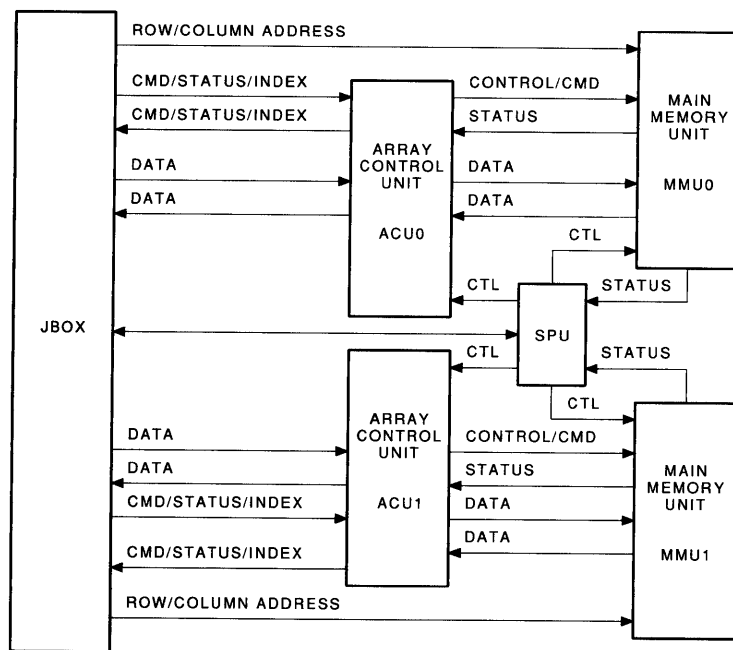 ROW/COLUMN ADDRESS
CMD/STATUS/INDEX
CONTROL/CMD
CMD/STATUS/INDEX
STATUS
MAIN
MEMORY
UNIT
MMU0
ARRAY
CONTROL
UNIT
ACU0
DATA
DATA
DATA
DATA
CTL
CTL
STATUS
JBOX
SPU
CTL
STATUS
CTL
ARRAY
CONTROL
UNIT
ACU1
DATA
CONTROL/CMD
DATA
STATUS
CMD/STATUS/INDEX
DATA
CMD/STATUS/INDEX
DATA
MAIN
MEMORY
UNIT
MMU1
ROW/COLUMN ADDRESS